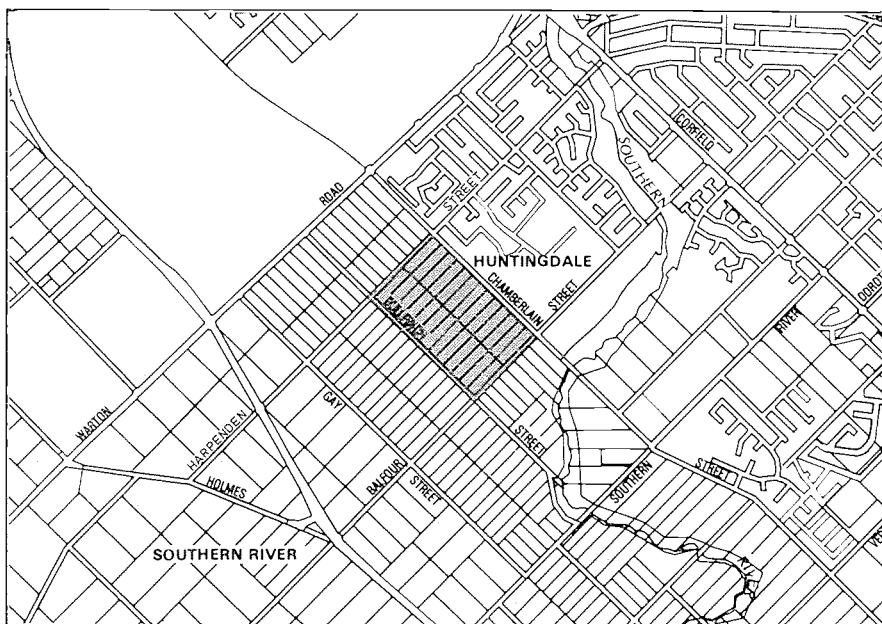 CORFIELD
SOUTHERN
ROAD
STREET
HUNTINGDALE
CHAMBERLAIN
STREET
RIVER
WARTON
HARPENDEN
GAY
STREET
HOLMES
BALFOUR
STREET
SOUTHERN
STREET
SOUTHERN RIVER